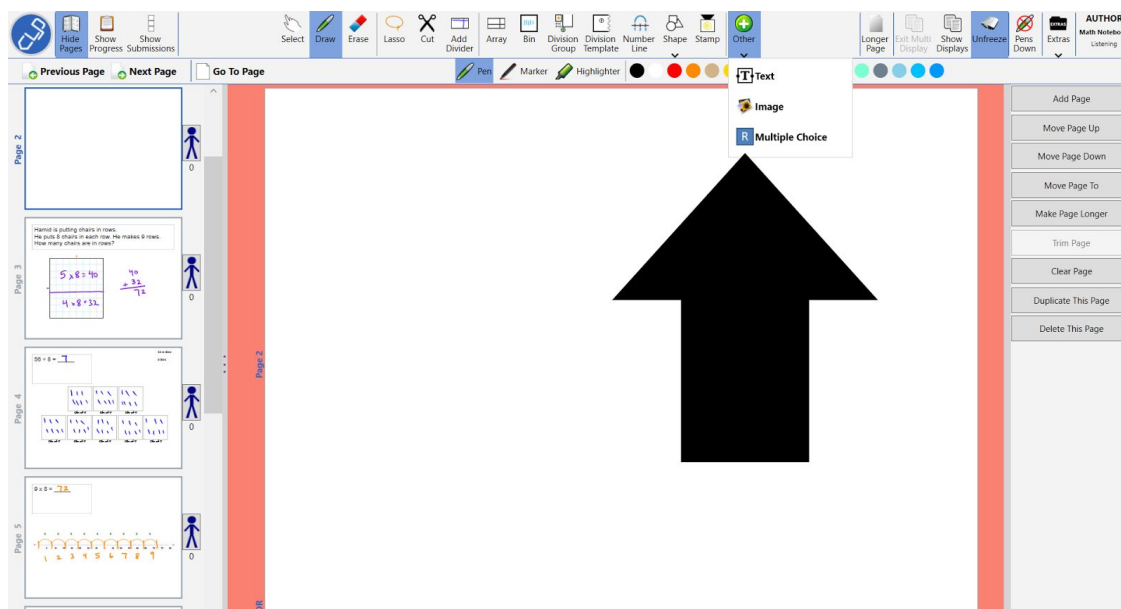 Hide Pages
Show Progress
Show Submissions
Select
Draw
Erase
Lasso
Cut
Add Divider
Array
Bin
Division Group
Division Template
Number Line
Shape
Stamp
Other
Longer Page
Exit Multi Display
Show Displays
Unfreeze
Pens Down
EXTRAS
Extras
AUTHOR
Math Notebo
Listening
Previous Page
Next Page
Go To Page
Pen
Marker
Highlighter
T Text
Image
R Multiple Choice
Page 2
0
Page 3
Hamid is putting chairs in rows.
He puts 8 chairs in each row. He makes 9 rows.
How many chairs are in rows?
5 x 8 = 40
4 x 8 = 32
40
+ 32
72
0
Page 4
56 ÷ 8 = 7
0
Page 5
9 x 8 = 72
1 2 3 4 5 6 7 8 9
0
Page 2
OR
Add Page
Move Page Up
Move Page Down
Move Page To
Make Page Longer
Trim Page
Clear Page
Duplicate This Page
Delete This Page